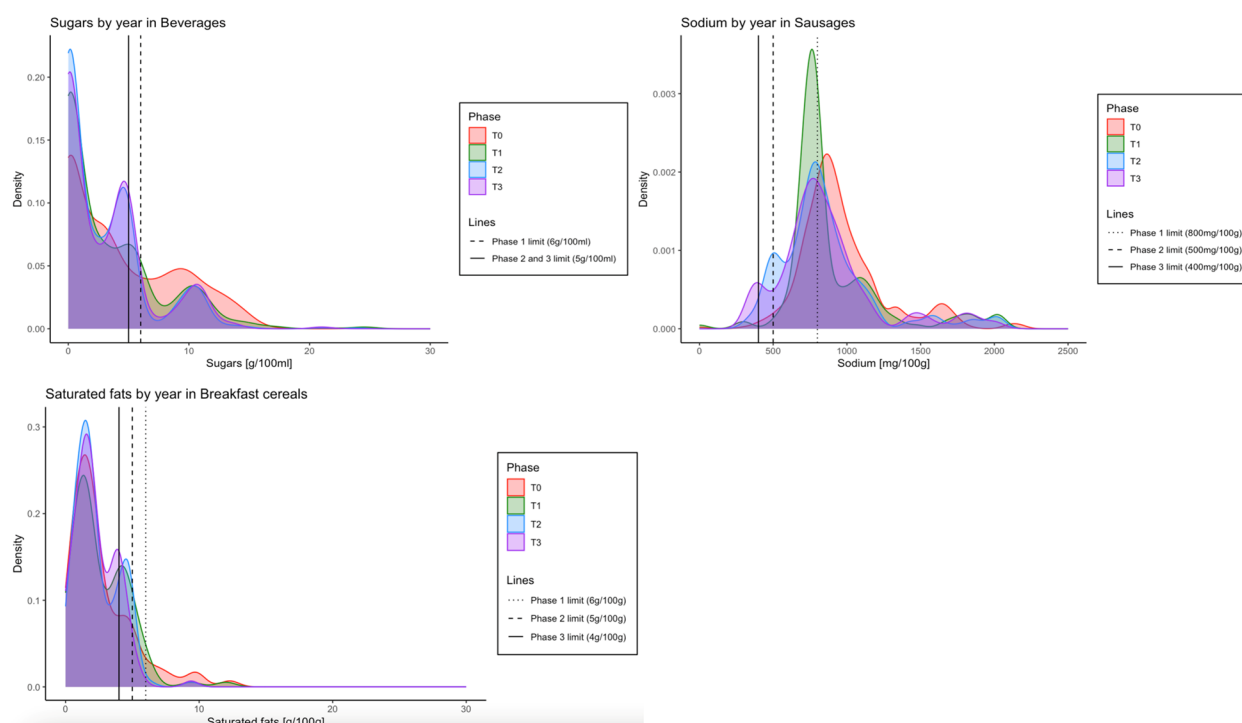 Sugars by year in Beverages
Density
0.20
0.15
0.10
0.05
0.00
0
10
20
30
Sugars [g/100ml]
Phase
T0
T1
T2
T3
Lines
Phase 1 limit (6g/100ml)
Phase 2 and 3 limit (5g/100ml)
Sodium by year in Sausages
Density
0.003
0.002
0.001
0.000
0
500
1000
1500
2000
2500
Sodium [mg/100g]
Phase
T0
T1
T2
T3
Lines
Phase 1 limit (800mg/100g)
Phase 2 limit (500mg/100g)
Phase 3 limit (400mg/100g)
Saturated fats by year in Breakfast cereals
Density
0.3
0.2
0.1
0.0
0
10
20
30
Saturated fats [g/100g]
Phase
T0
T1
T2
T3
Lines
Phase 1 limit (6g/100g)
Phase 2 limit (5g/100g)
Phase 3 limit (4g/100g)